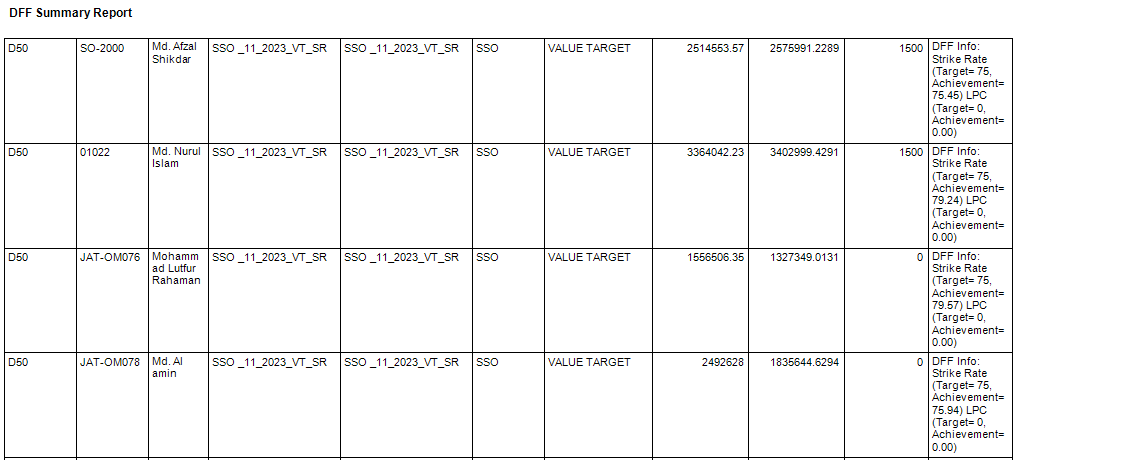 DFF Summary Report
D50 SO-2000 Md. Afzal SSO _11_2023_VT_SR SSO _11_2023_VT_SR SSO VALUE TARGET 2514553.57 2575991.2289 1500 DFF Info:
Shikdar Strike Rate
(Target= 75,
Achievement=
75.45) LPC
(Target= 0,
Achievement=
0.00)
D50 01022 Md. Nurul SSO _11_2023_VT_SR SSO _11_2023_VT_SR SSO VALUE TARGET 3364042.23 3402999.4291 1500 DFF Info:
Islam Strike Rate
(Target= 75,
Achievement=
79.24) LPC
(Target= 0,
Achievement=
0.00)
D50 JAT-OM076 Mohamm SSO _11_2023_VT_SR SSO _11_2023_VT_SR SSO VALUE TARGET 1556506.35 1327349.0131 0 DFF Info:
ad Lutfur Strike Rate
Rahaman (Target= 75,
Achievement=
79.57) LPC
(Target= 0,
Achievement=
0.00)
D50 JAT-OM078 Md. Al SSO _11_2023_VT_SR SSO _11_2023_VT_SR SSO VALUE TARGET 2492628 1835644.6294 0 DFF Info:
amin Strike Rate
(Target= 75,
Achievement=
75.94) LPC
(Target= 0,
Achievement=
0.00)